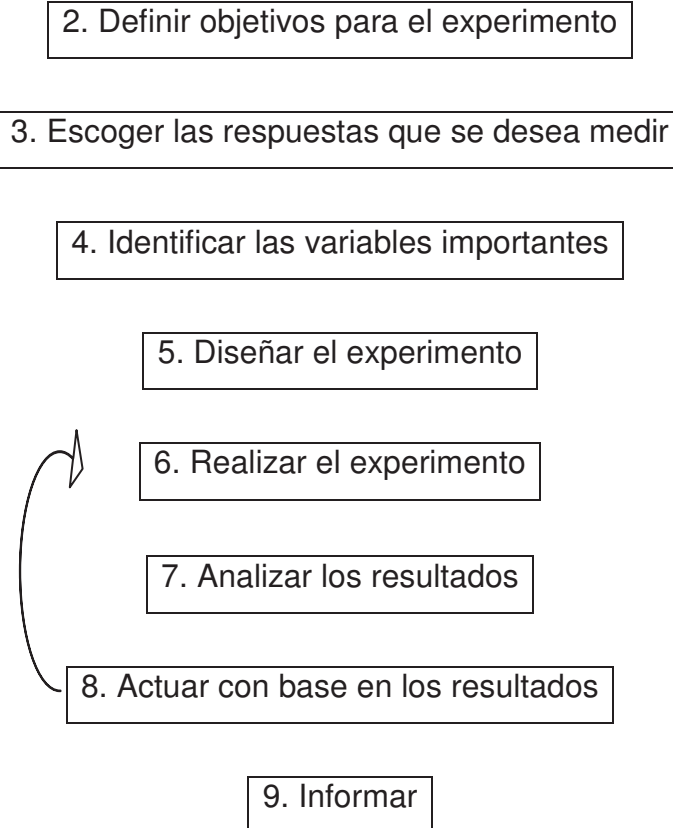 2. Definir objetivos para el experimento
3. Escoger las respuestas que se desea medir
4. Identificar las variables importantes
5. Diseñar el experimento
6. Realizar el experimento
7. Analizar los resultados
8. Actuar con base en los resultados
9. Informar